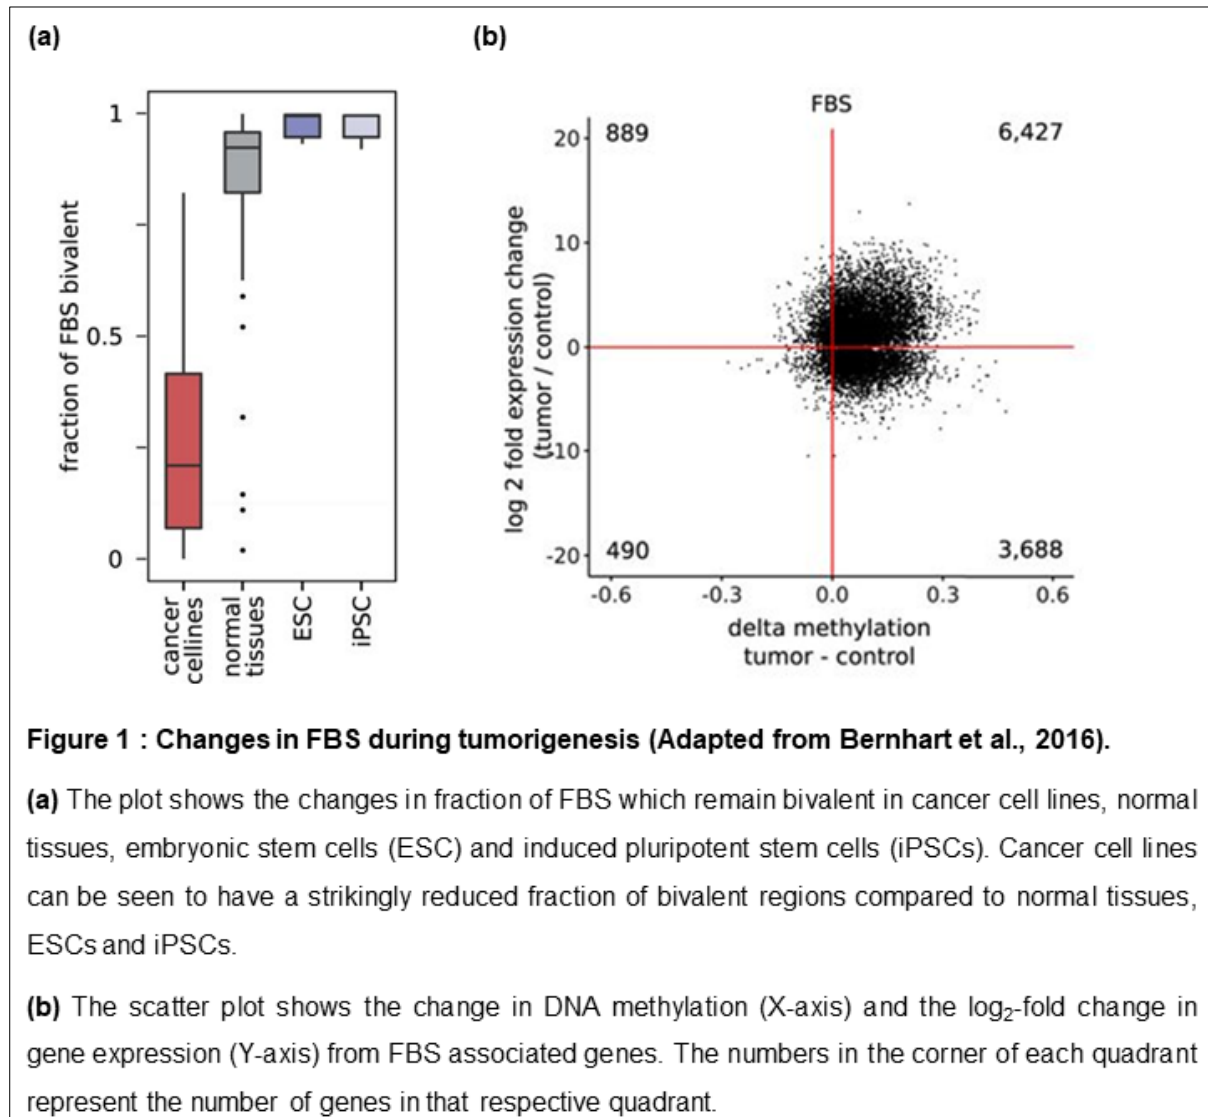 (a)
(b)
1
0.5
0
fraction of FBS bivalent
cancer
cellines
normal
tissues
ESC
iPSC
FBS
889
6,427
20
10
0
-10
-20
log 2 fold expression change
(tumor / control)
490
3,688
-0.6
-0.3
0.0
0.3
0.6
delta methylation
tumor - control
Figure 1 : Changes in FBS during tumorigenesis (Adapted from Bernhart et al., 2016).
(a) The plot shows the changes in fraction of FBS which remain bivalent in cancer cell lines, normal
tissues, embryonic stem cells (ESC) and induced pluripotent stem cells (iPSCs). Cancer cell lines
can be seen to have a strikingly reduced fraction of bivalent regions compared to normal tissues,
ESCs and iPSCs.
(b) The scatter plot shows the change in DNA methylation (X-axis) and the log₂-fold change in
gene expression (Y-axis) from FBS associated genes. The numbers in the corner of each quadrant
represent the number of genes in that respective quadrant.